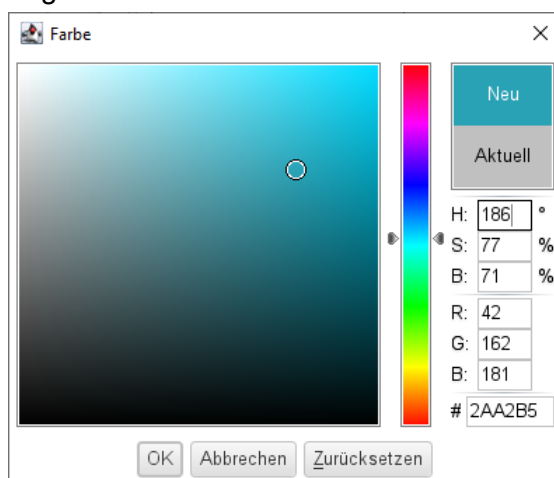 Farbe
Neu
Aktuell
H: 186 °
S: 77 %
B: 71 %
R: 42
G: 162
B: 181
# 2AA2B5
OK Abbrechen Zurücksetzen